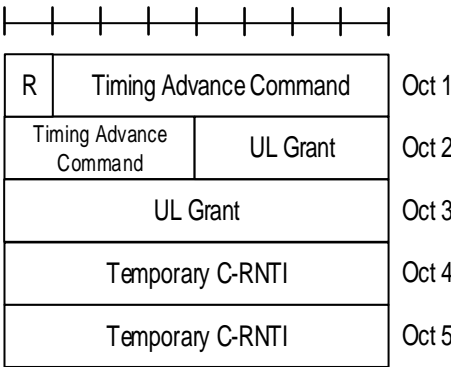 R Timing Advance Command Oct 1
Timing Advance
Command UL Grant Oct 2
UL Grant Oct 3
Temporary C-RNTI Oct 4
Temporary C-RNTI Oct 5